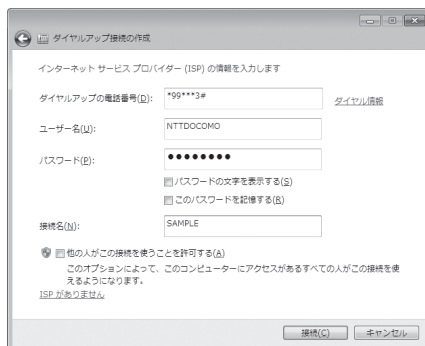 ダイヤルアップ接続の作成
インターネット サービス プロバイダー (ISP) の情報を入力します
ダイヤルアップの電話番号(D): *99***3# ダイヤル情報
ユーザー名(U): NTTDOCOMO
パスワード(P): ●●●●●●●●
パスワードの文字を表示する(S)
このパスワードを記憶する(R)
接続名(N): SAMPLE
他の人がこの接続を使うことを許可する(A)
このオプションによって、このコンピューターにアクセスがあるすべての人がこの接続を使
えるようになります。
ISP がありません
接続(C) キャンセル